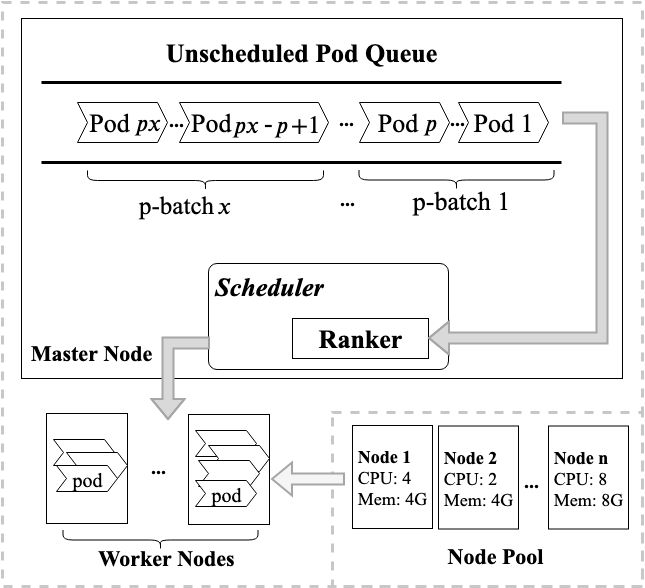 Unscheduled Pod Queue
Pod px ... Pod px - p+1 ... Pod p ... Pod 1
p-batch x ... p-batch 1
Scheduler
Ranker
Master Node
pod ... pod
Worker Nodes
Node 1
CPU: 4
Mem: 4G
Node 2
CPU: 2
Mem: 4G
...
Node n
CPU: 8
Mem: 8G
Node Pool